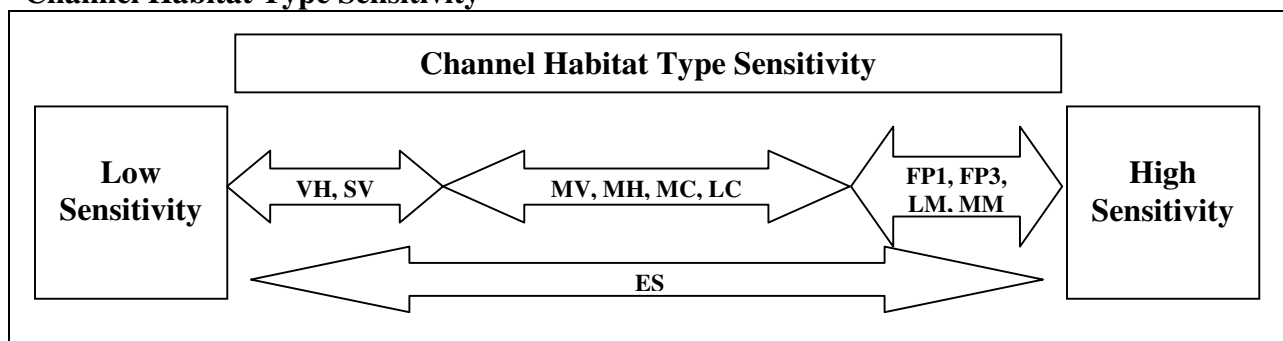 Channel Habitat Type Sensitivity
Channel Habitat Type Sensitivity
Low
Sensitivity
VH, SV
MV, MH, MC, LC
FP1, FP3,
LM, MM
High
Sensitivity
ES